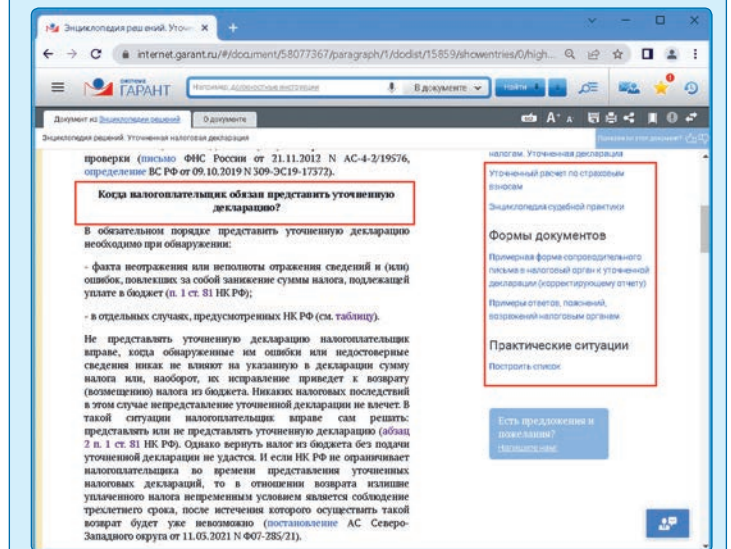 Энциклопедия решений. Уточн
internet.garant.ru/#/document/58077367/paragraph/1/dodist/15859/showentries/0/high...
система
ГАРАНТ
Например, должностные инструкции
В документе
Найти
Документ из Энциклопедии решений
О документе
Энциклопедия решений. Уточненная налоговая декларация
проверки (письмо ФНС России от 21.11.2012 N АС-4-2/19576,
определение ВС РФ от 09.10.2019 N 309-ЭС19-17372).
Когда налогоплательщик обязан представить уточненную
декларацию?
В обязательном порядке представить уточненную декларацию
необходимо при обнаружении:
- факта неотражения или неполноты отражения сведений и (или)
ошибок, повлекших за собой занижение суммы налога, подлежащей
уплате в бюджет (п. 1 ст. 81 НК РФ);
- в отдельных случаях, предусмотренных НК РФ (см. таблицу).
Не представлять уточненную декларацию налогоплательщик
вправе, когда обнаруженные им ошибки или недостоверные
сведения никак не влияют на указанную в декларации сумму
налога или, наоборот, их исправление приведет к возврату
(возмещению) налога из бюджета. Никаких налоговых последствий
в этом случае непредставление уточненной декларации не влечет. В
такой ситуации налогоплательщик вправе сам решать:
представлять или не представлять уточненную декларацию (абзац
2 п. 1 ст. 81 НК РФ). Однако вернуть налог из бюджета без подачи
уточненной декларации не удастся. И если НК РФ не ограничивает
налогоплательщика во времени представления уточненных
налоговых деклараций, то в отношении возврата излишне
уплаченного налога непременным условием является соблюдение
трехлетнего срока, после истечения которого осуществить такой
возврат будет уже невозможно (постановление АС Северо-
Западного округа от 11.03.2021 N Ф07-285/21).
налогам. Уточненная декларация
Уточненный расчет по страховым
взносам
Энциклопедия судебной практики
Формы документов
Примерная форма сопроводительного
письма в налоговый орган к уточненной
декларации (корректирующему отчету)
Примеры ответов, пояснений,
возражений налоговым органам
Практические ситуации
Построить список
Есть предложения и
пожелания?
Напишите нам!